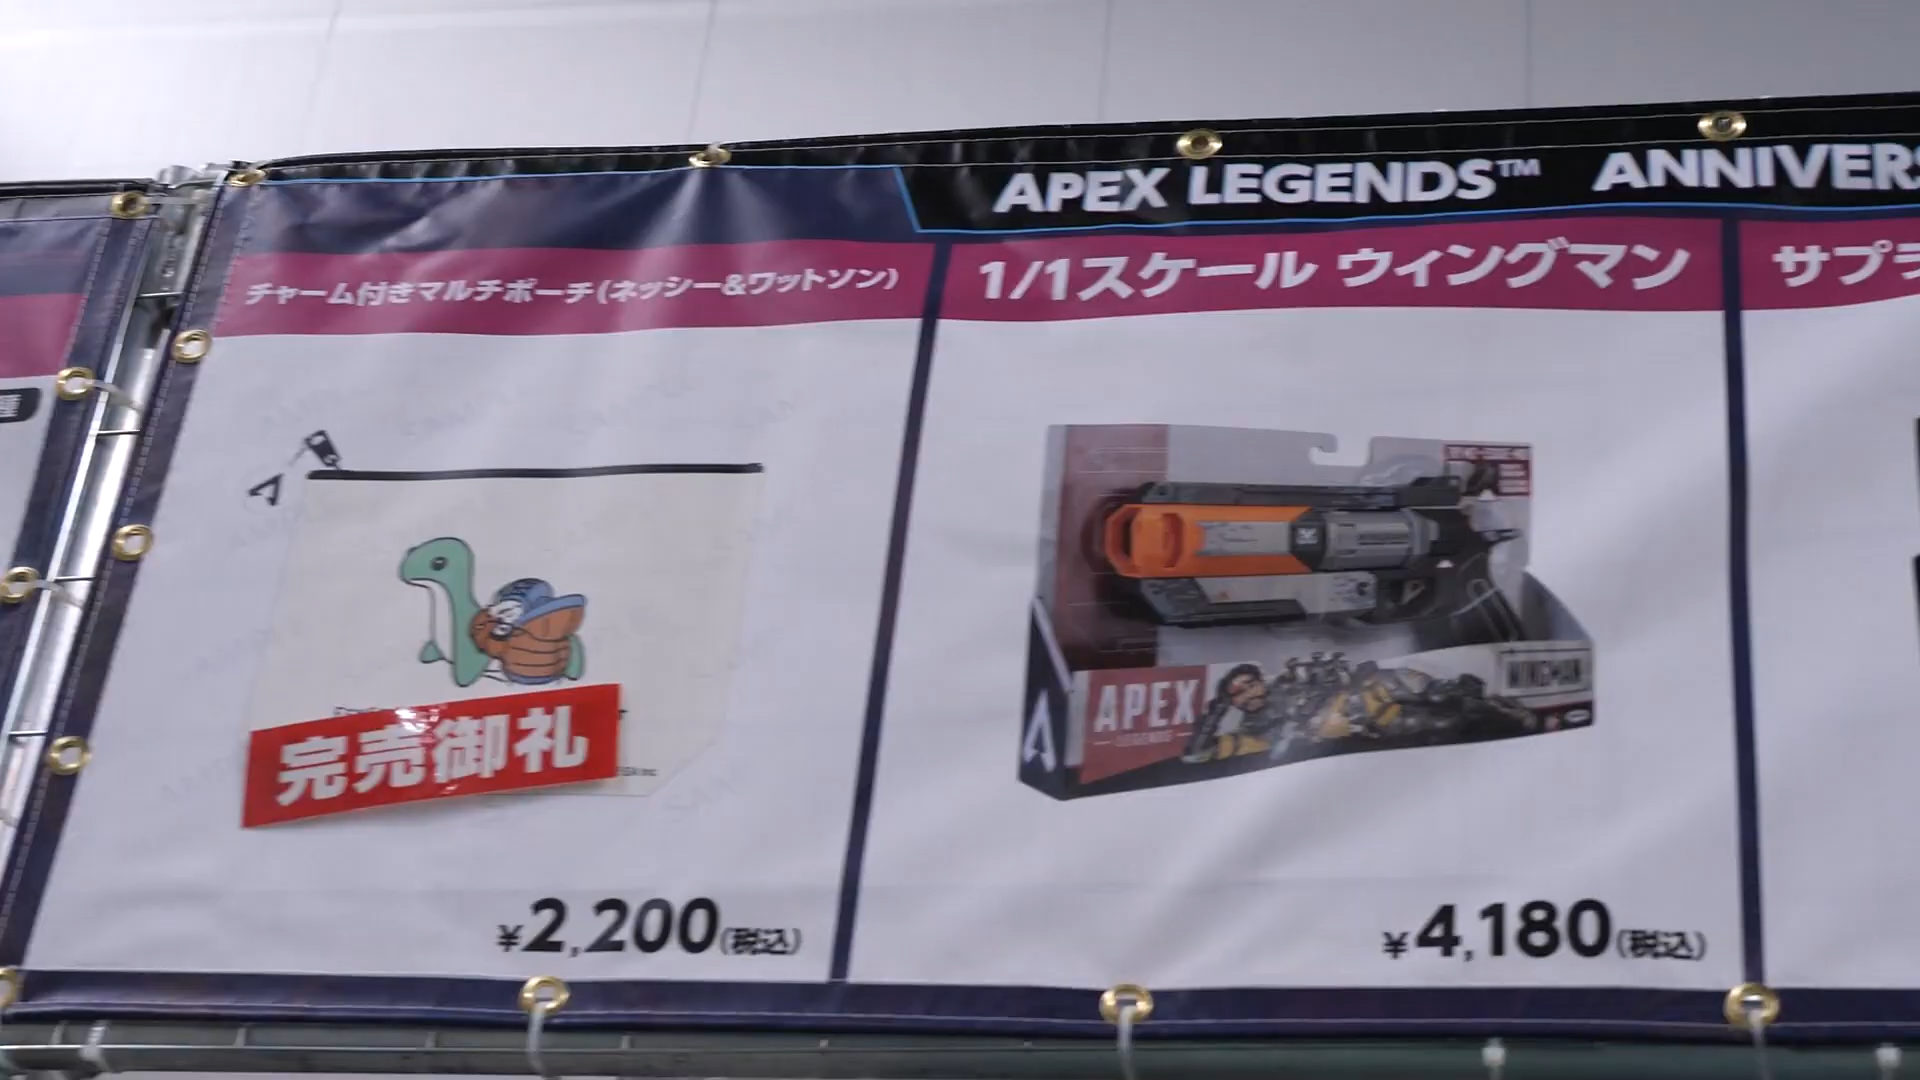 APEX LEGENDS™ ANNIVERS
チャーム付きマルチポーチ(ネッシー&ワットソン)
完売御礼
¥2,200(税込)
1/1スケール ウィングマン
APEX
LEGENDS
WINGMAN
¥4,180(税込)
サプラ
種